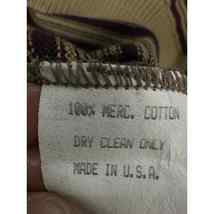 100% MERC. COTTON
DRY CLEAN ONLY
MADE IN U.S.A.